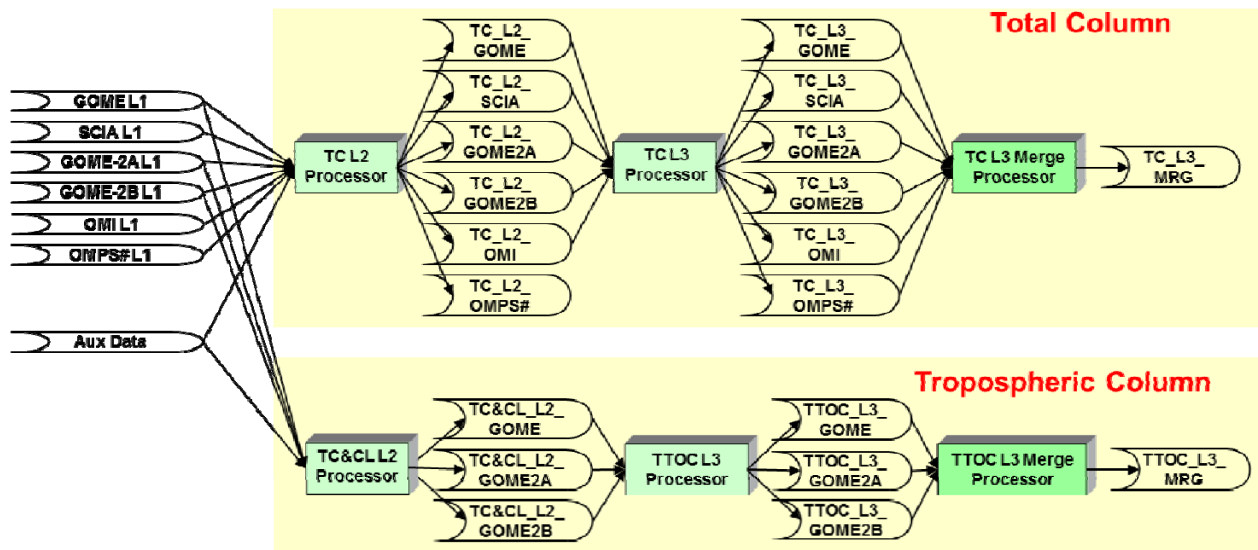 Total Column
GOME L1
SCIA L1
GOME-2A L1
GOME-2B L1
OMI L1
OMPS# L1
Aux Data
TC L2
Processor
TC_L2_
GOME
TC_L2_
SCIA
TC_L2_
GOME2A
TC_L2_
GOME2B
TC_L2_
OMI
TC_L2_
OMPS#
TC L3
Processor
TC_L3_
GOME
TC_L3_
SCIA
TC_L3_
GOME2A
TC_L3_
GOME2B
TC_L3_
OMI
TC_L3_
OMPS#
TC L3 Merge
Processor
TC_L3_
MRG
Tropospheric Column
TC&CL L2
Processor
TC&CL_L2_
GOME
TC&CL_L2_
GOME2A
TC&CL_L2_
GOME2B
TTOC L3
Processor
TTOC_L3_
GOME
TTOC_L3_
GOME2A
TTOC_L3_
GOME2B
TTOC L3 Merge
Processor
TTOC_L3_
MRG